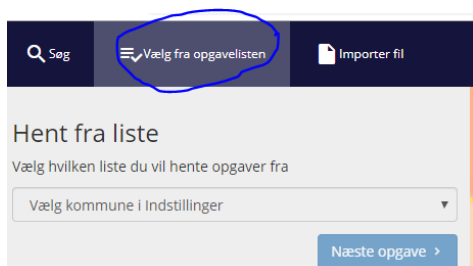 Søg
Vælg fra opgavelisten
Importer fil
Hent fra liste
Vælg hvilken liste du vil hente opgaver fra
Vælg kommune i Indstillinger
Næste opgave